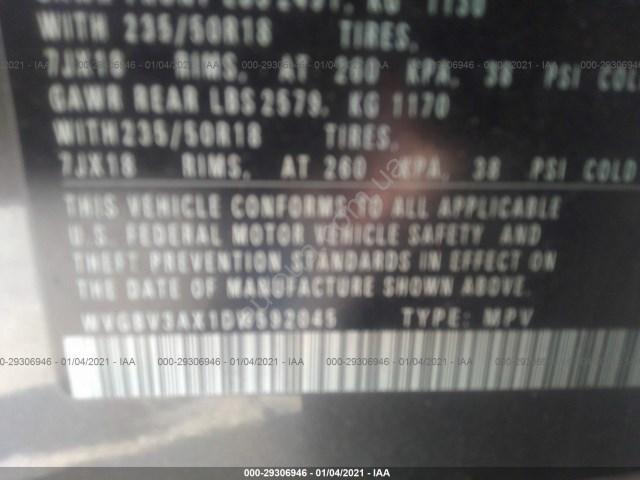 WITH 235/50R18 TIRES,
7JX18 RIMS, AT 260 KPA, 38 PSI COLD
GAWR REAR LBS 2579, KG 1170
WITH 235/50R18 TIRES,
7JX18 RIMS, AT 260 KPA, 38 PSI COLD
THIS VEHICLE CONFORMS TO ALL APPLICABLE
U.S. FEDERAL MOTOR VEHICLE SAFETY AND
THEFT PREVENTION STANDARDS IN EFFECT ON
THE DATE OF MANUFACTURE SHOWN ABOVE.
WVGBV3AX1DW592045 TYPE: MPV
000-29306946 - 01/04/2021 - IAA